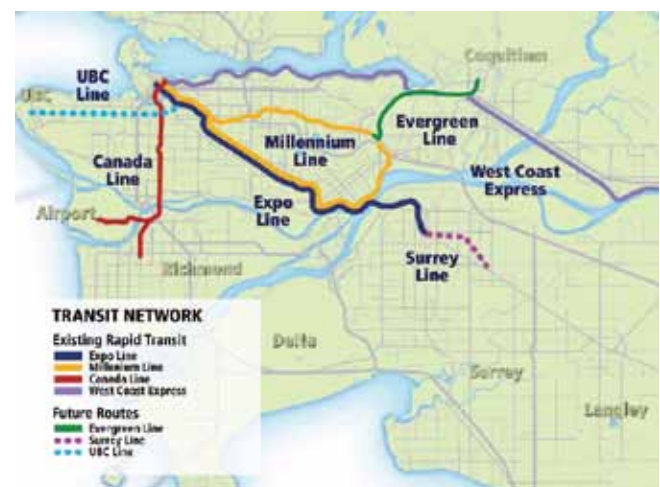 UBC
Line
UBC
Coquitlam
Evergreen
Line
Millennium
Line
Canada
Line
West Coast
Express
Expo
Line
Airport
Surrey
Line
Richmond
TRANSIT NETWORK
Existing Rapid Transit
Expo Line
Millenium Line
Canada Line
West Coast Express
Future Routes
Evergreen Line
Surrey Line
UBC Line
Delta
Surrey
Langley